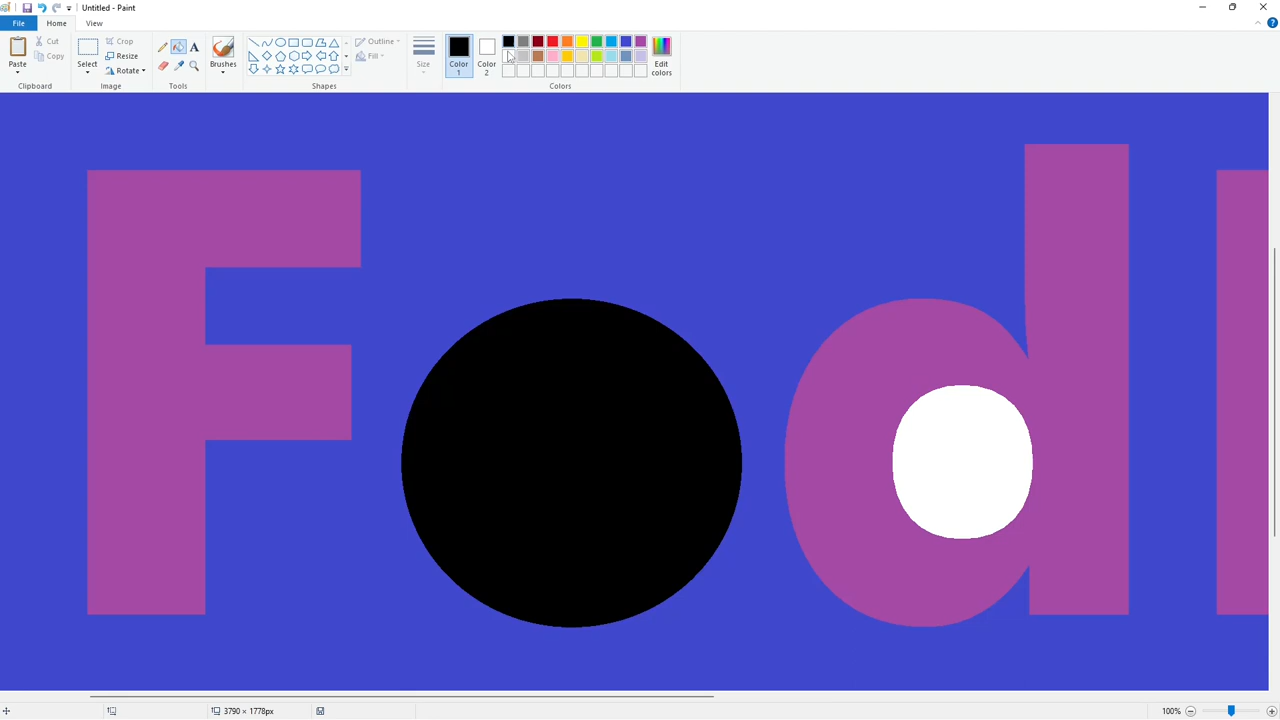 Untitled - Paint
File Home View
Paste Cut Copy Select Crop Resize Rotate Brushes Outline Fill Size Color 1 Color 2 Edit colors
Clipboard Image Tools Shapes Colors
Fodl
3790 × 1778px 100%